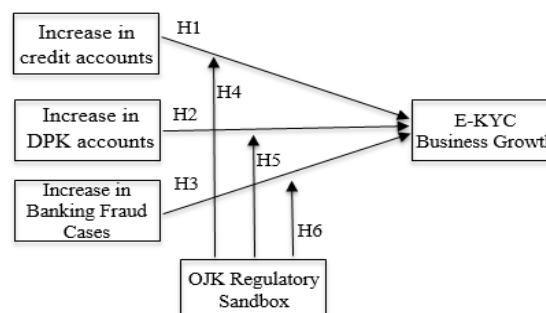 Increase in
credit accounts
H1
H4
Increase in
DPK accounts
H2
H5
E-KYC
Business Growth
Increase in
Banking Fraud
Cases
H3
H6
OJK Regulatory
Sandbox